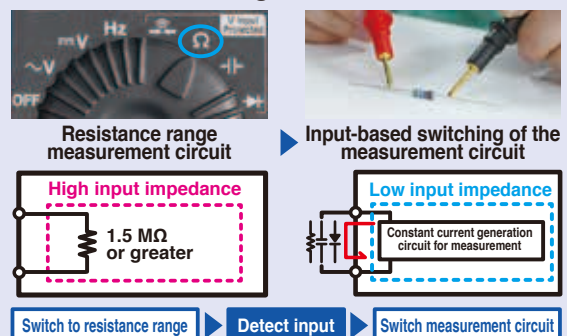 Hz
Ω
V Input
Protected
V
~V
OFF
Resistance range
measurement circuit
Input-based switching of the
measurement circuit
High input impedance
1.5 MΩ
or greater
Low input impedance
Constant current generation
circuit for measurement
Switch to resistance range
Detect input
Switch measurement circuit